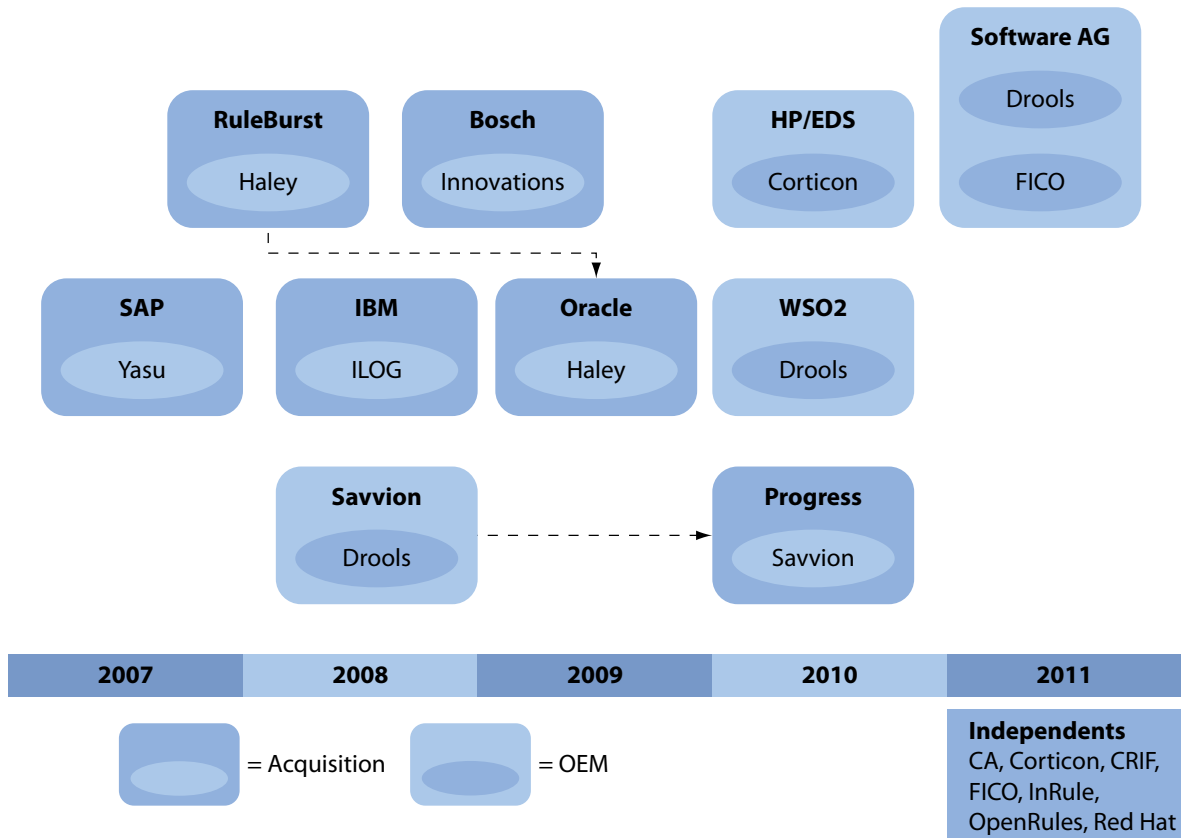 Software AG
Drools
FICO
RuleBurst
Haley
Bosch
Innovations
HP/EDS
Corticon
SAP
Yasu
IBM
ILOG
Oracle
Haley
WSO2
Drools
Savvion
Drools
Progress
Savvion
2007
2008
2009
2010
2011
= Acquisition
= OEM
Independents
CA, Corticon, CRIF,
FICO, InRule,
OpenRules, Red Hat